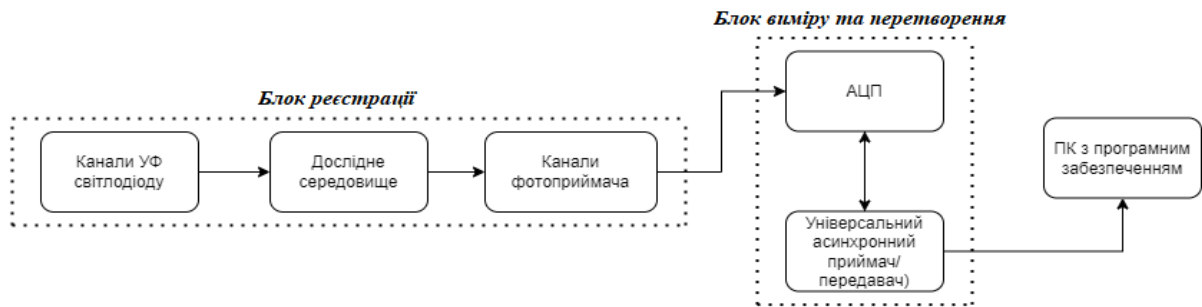 Блок виміру та перетворення
Блок реєстрації
Канали УФ
світлодіоду
Дослідне
середовище
Канали
фотоприймача
АЦП
Універсальний
асинхронний
приймач/
передавач)
ПК з програмним
забезпеченням